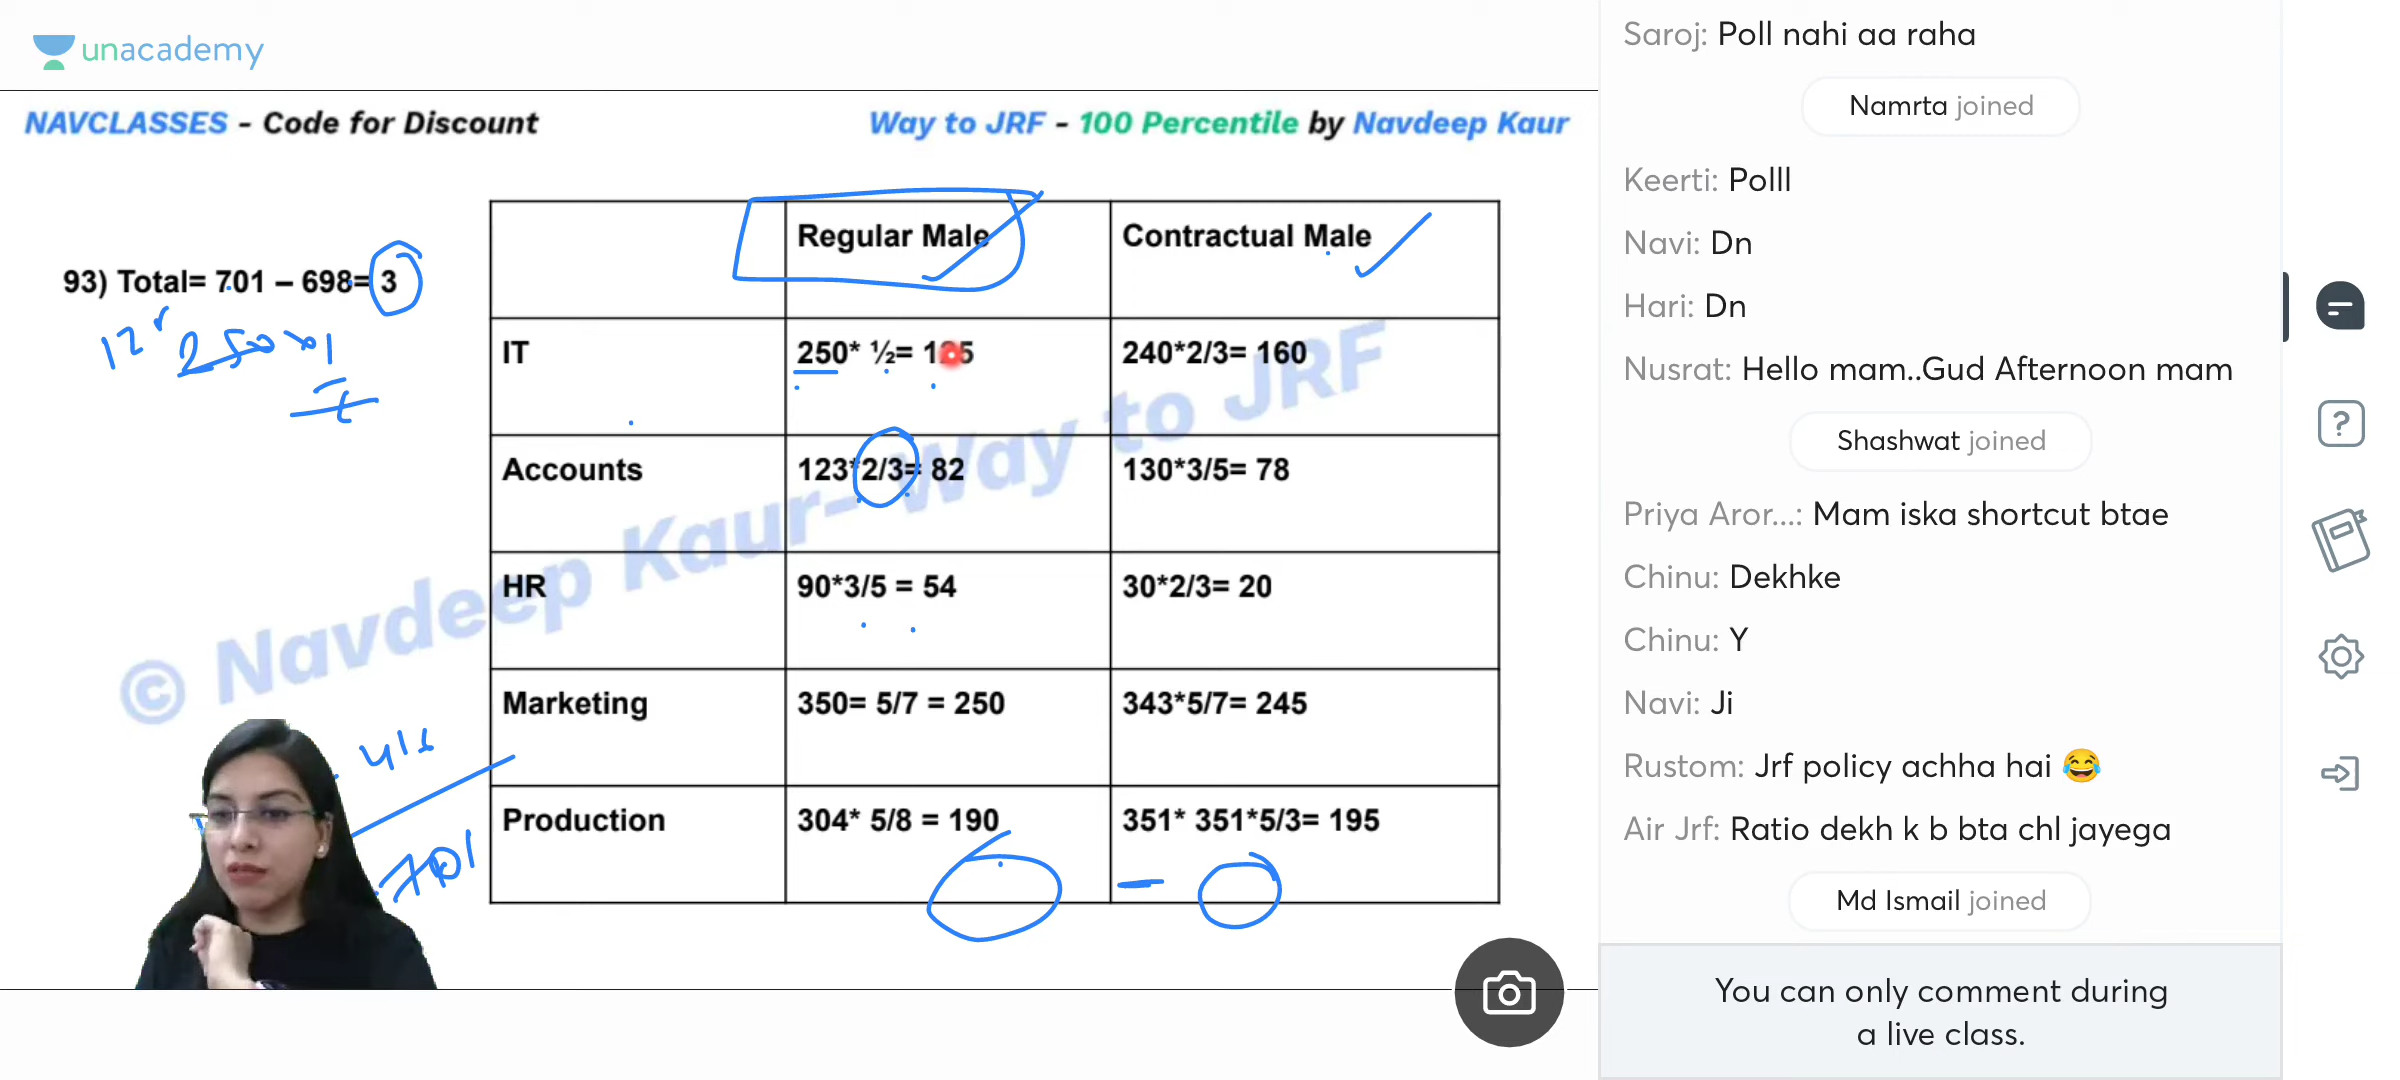 unacademy
NAVCLASSES - Code for Discount
Way to JRF - 100 Percentile by Navdeep Kaur
93) Total= 701 – 698= 3
Regular Male
Contractual Male
IT
250* ½= 125
240*2/3= 160
Accounts
123*2/3= 82
130*3/5= 78
HR
90*3/5 = 54
30*2/3= 20
Marketing
350= 5/7 = 250
343*5/7= 245
Production
304* 5/8 = 190
351* 351*5/3= 195
© Navdeep Kaur- Way to JRF
701
Saroj: Poll nahi aa raha
Namrta joined
Keerti: Polll
Navi: Dn
Hari: Dn
Nusrat: Hello mam..Gud Afternoon mam
Shashwat joined
Priya Aror...: Mam iska shortcut btae
Chinu: Dekhke
Chinu: Y
Navi: Ji
Rustom: Jrf policy achha hai 😂
Air Jrf: Ratio dekh k b bta chl jayega
Md Ismail joined
You can only comment during
a live class.